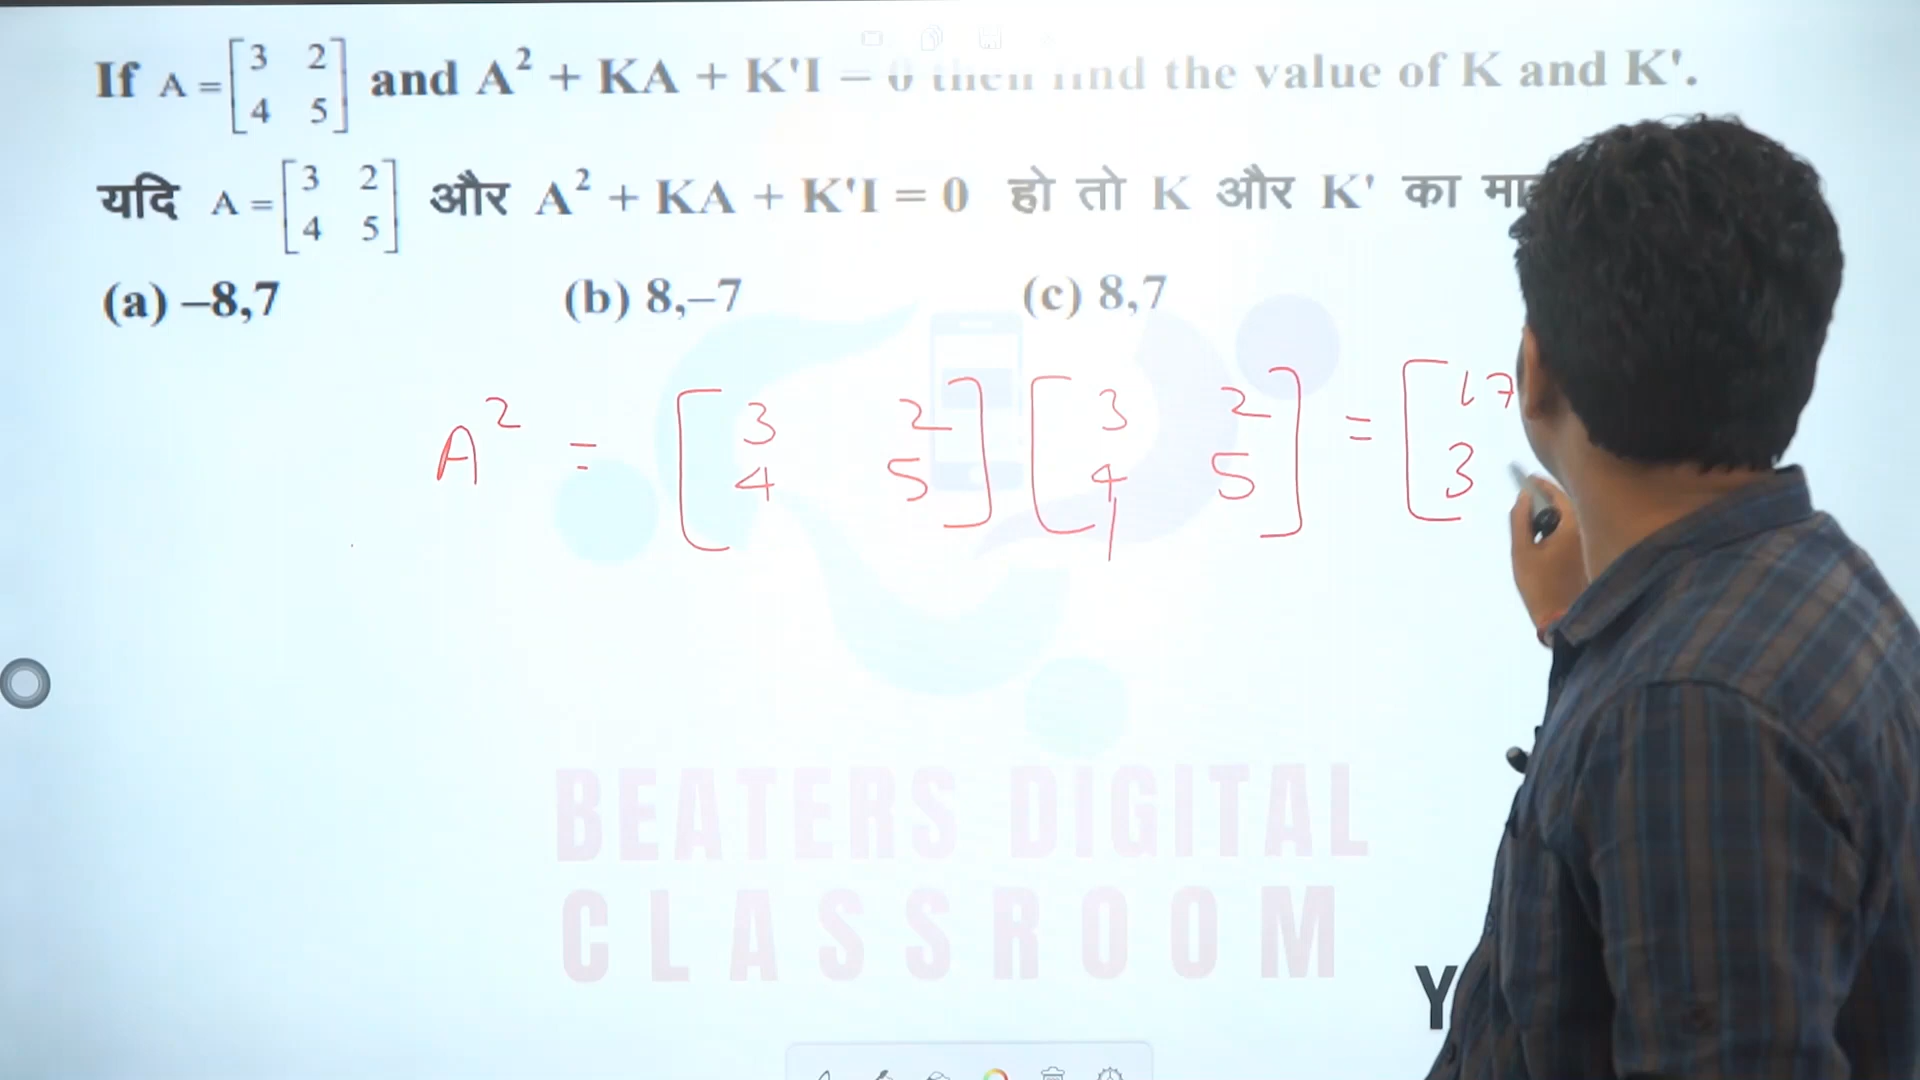 If A = [3 2 4 5] and A² + KA + K'I = 0 then find the value of K and K'.
यदि A = [3 2 4 5] और A² + KA + K'I = 0 हो तो K और K' का
(a) –8,7 (b) 8,–7 (c) 8,7
A² = [3 2 4 5] [3 2 4 5] = [17 3
BEATERS DIGITAL
CLASSROOM
Y